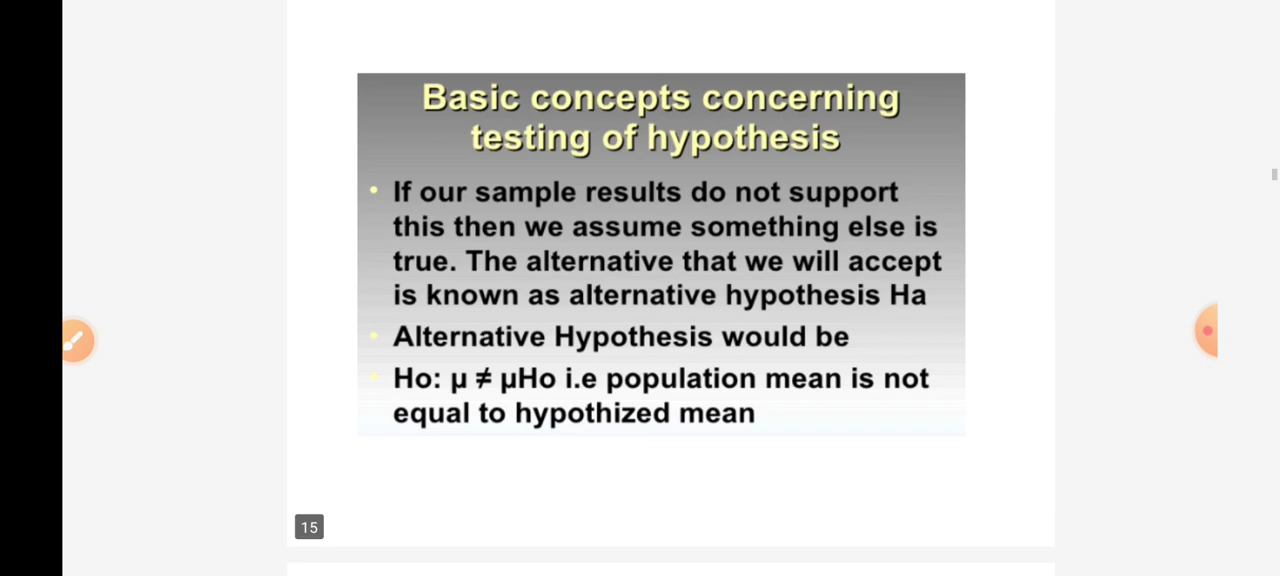 Basic concepts concerning
testing of hypothesis
• If our sample results do not support
this then we assume something else is
true. The alternative that we will accept
is known as alternative hypothesis Ha
• Alternative Hypothesis would be
• Ho: μ ≠ μHo i.e population mean is not
equal to hypothized mean
15